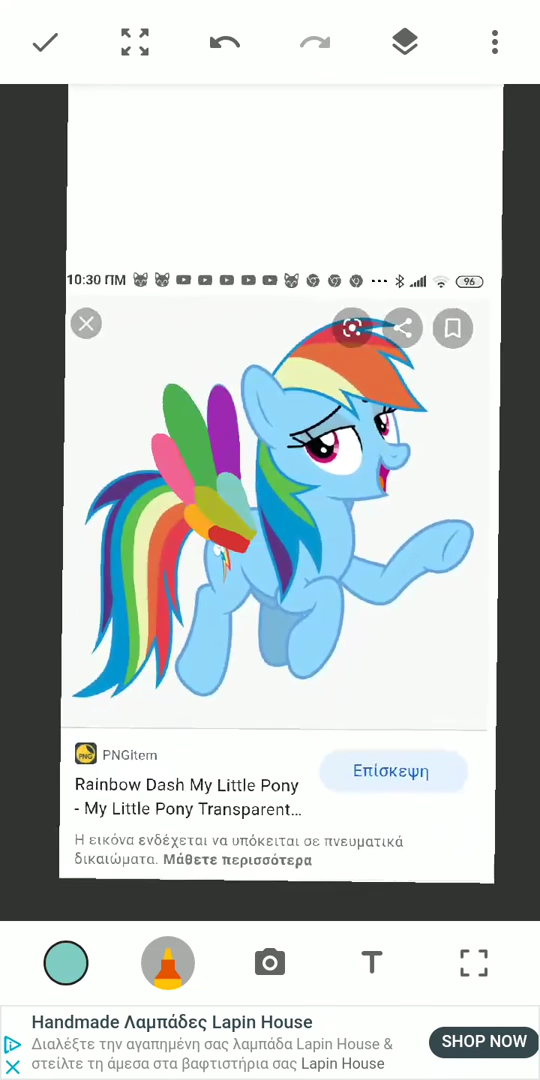 10:30 ΠΜ
96
PNG
PNGitem
Rainbow Dash My Little Pony
- My Little Pony Transparent...
Επίσκεψη
Η εικόνα ενδέχεται να υπόκειται σε πνευματικά
δικαιώματα. Μάθετε περισσότερα
T
Handmade Λαμπάδες Lapin House
Διαλέξτε την αγαπημένη σας λαμπάδα Lapin House &
στείλτε τη άμεσα στα βαφτιστήρια σας Lapin House
SHOP NOW